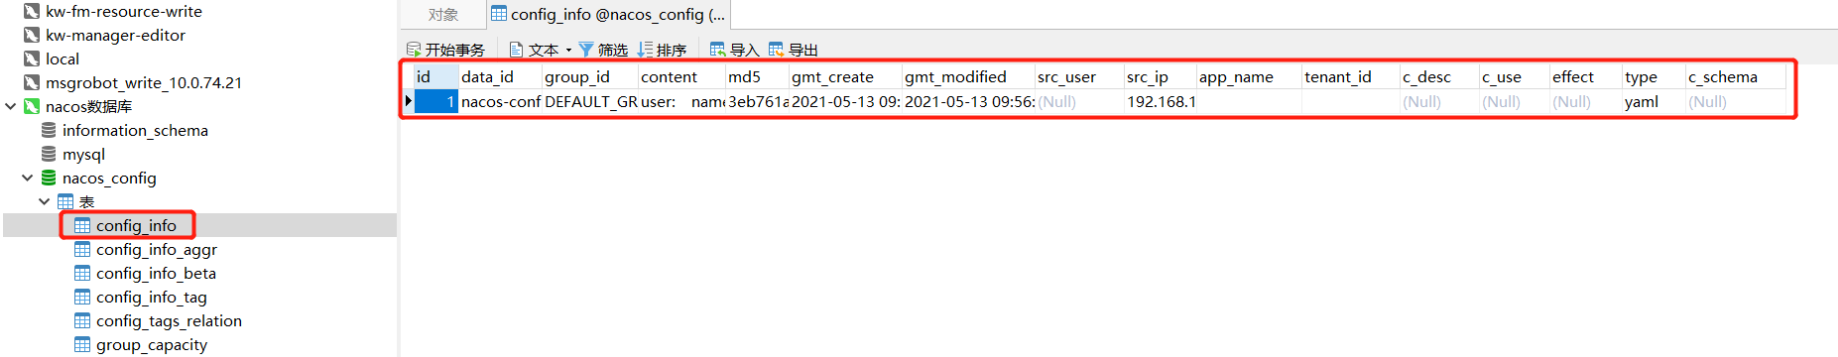 kw-fm-resource-write
kw-manager-editor
local
msgrobot_write_10.0.74.21
nacos数据库
information_schema
mysql
nacos_config
表
config_info
config_info_aggr
config_info_beta
config_info_tag
config_tags_relation
group_capacity
对象 config_info @nacos_config (...
开始事务 文本 筛选 排序 导入 导出
id data_id group_id content md5 gmt_create gmt_modified src_user src_ip app_name tenant_id c_desc c_use effect type c_schema
1 nacos-conf DEFAULT_GR user: name 3eb761a 2021-05-13 09: 2021-05-13 09:56: (Null) 192.168.1 (Null) (Null) (Null) yaml (Null)